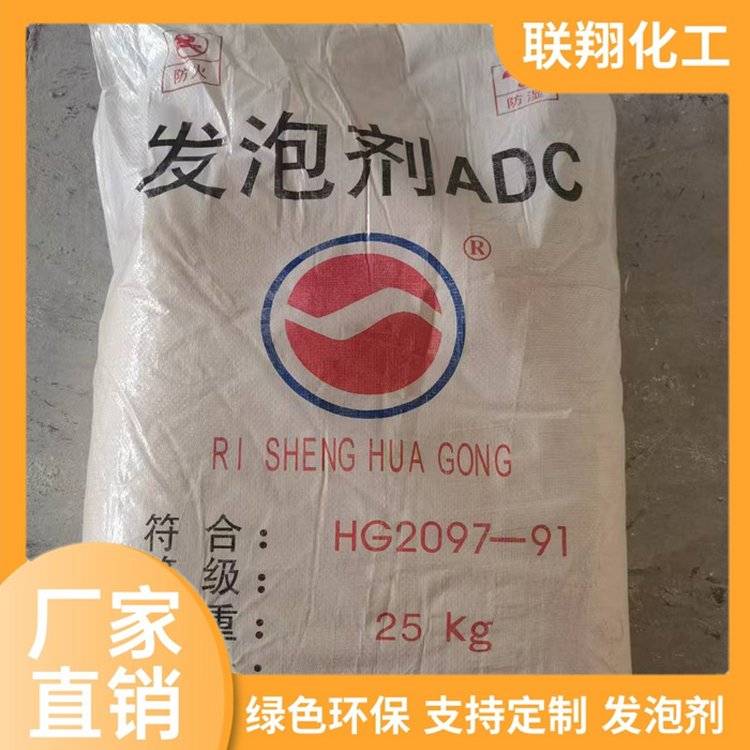 联翔化工
防火
防湿
发泡剂ADC
®
RI SHENG HUA GONG
符合: HG2097-91
级:
重: 25 Kg
厂家
直销
绿色环保 支持定制 发泡剂